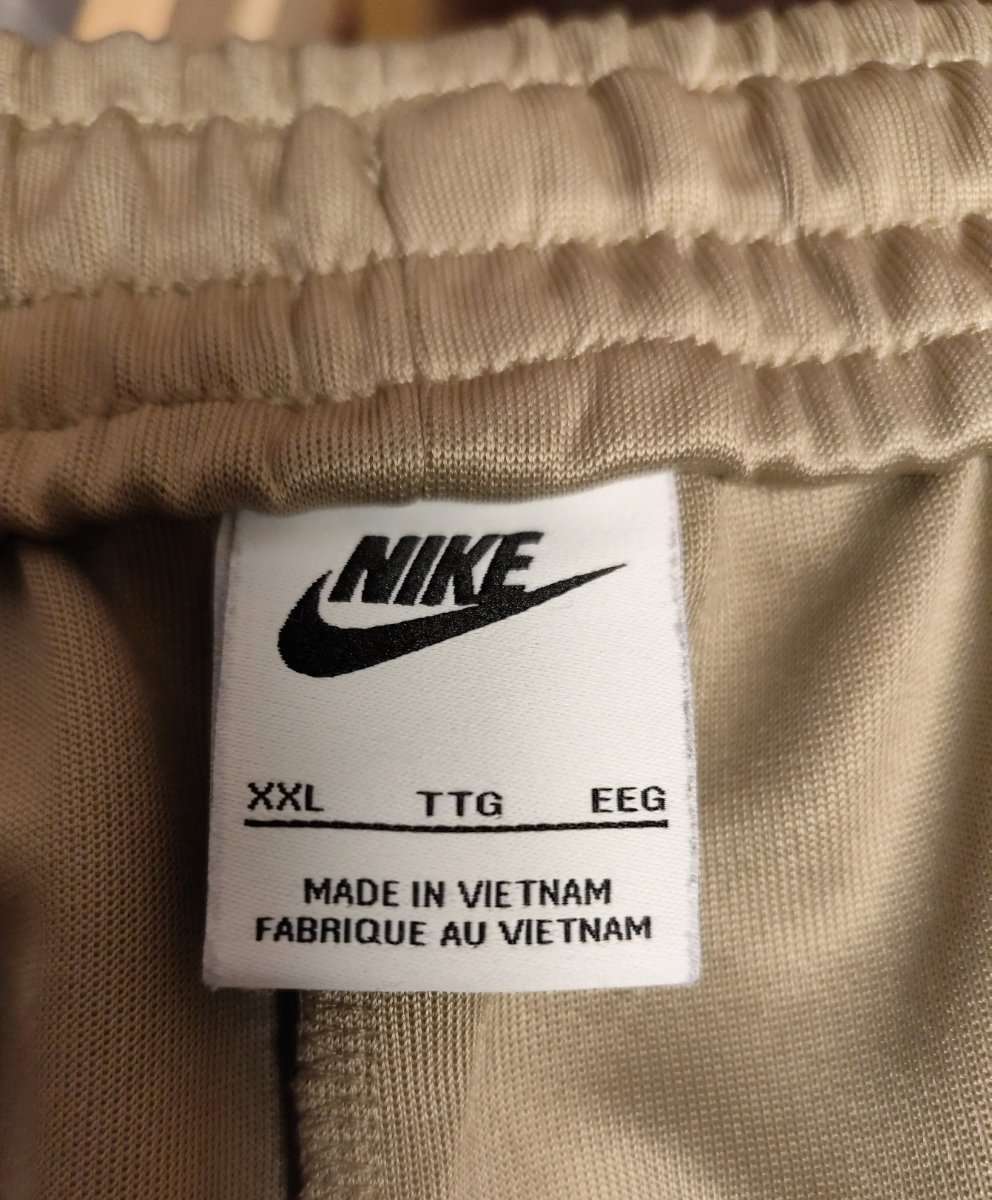 NIKE
XXL TTG EEG
MADE IN VIETNAM
FABRIQUE AU VIETNAM